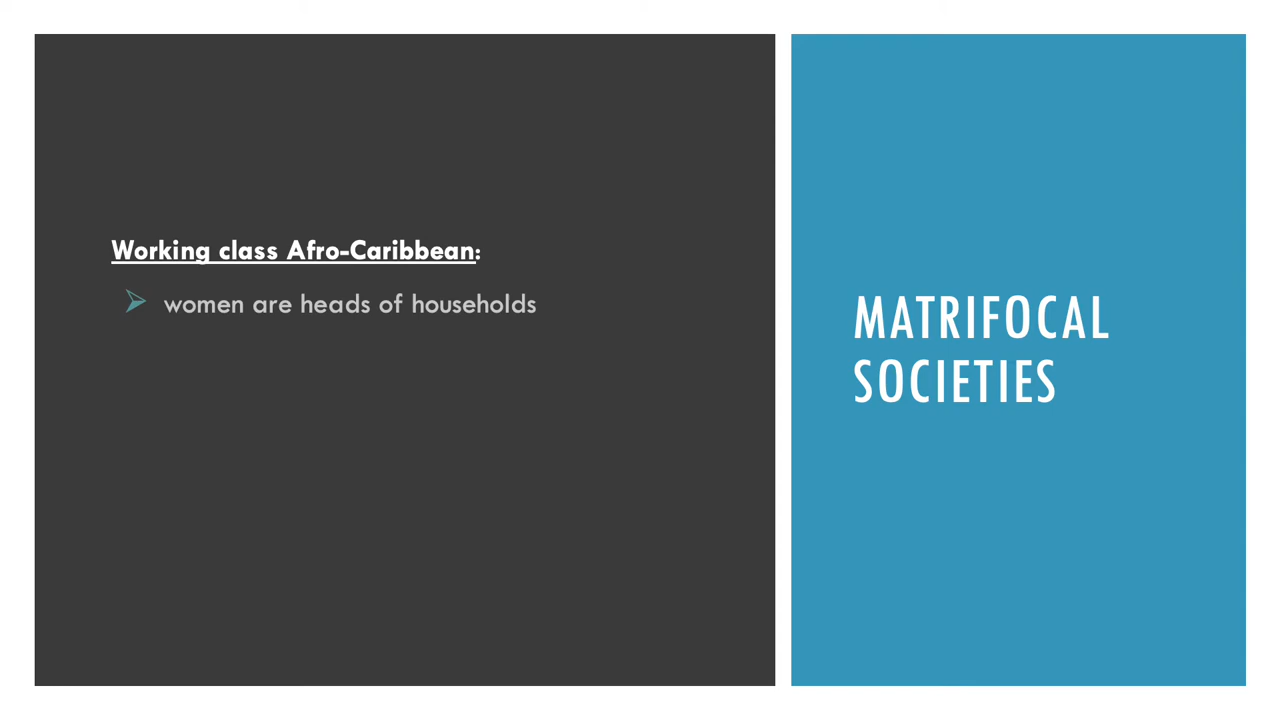 Working class Afro-Caribbean:
women are heads of households
MATRIFOCAL
SOCIETIES